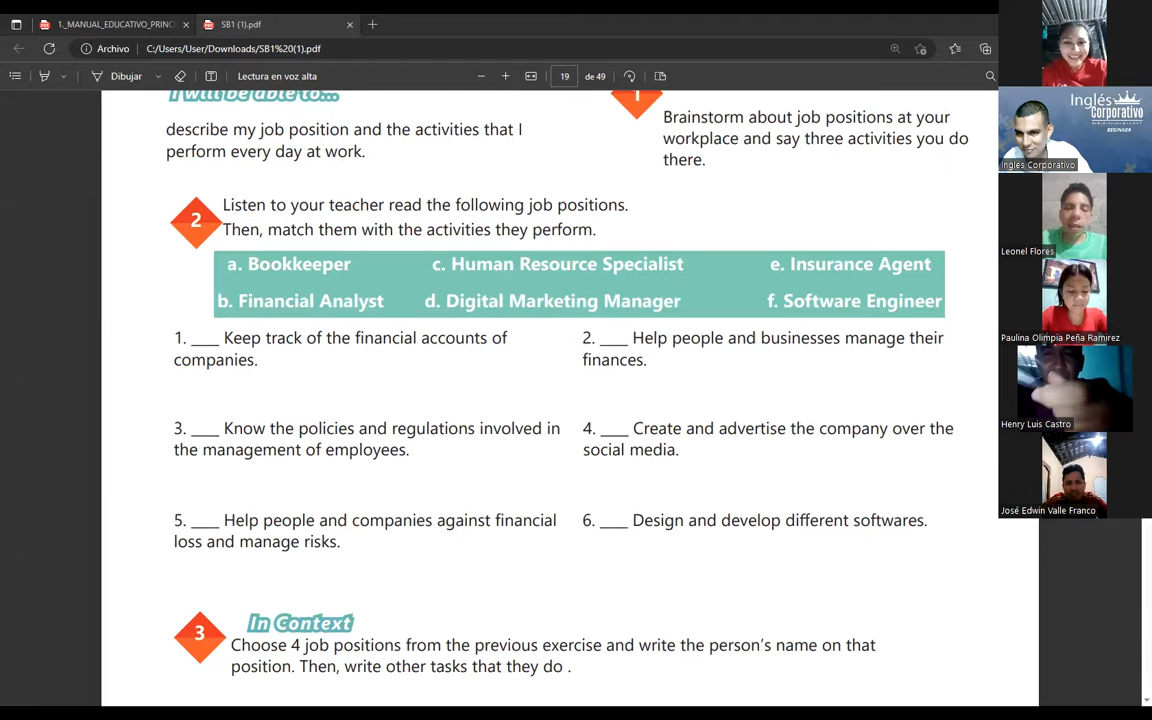 1._MANUAL_EDUCATIVO_PRINC
SB1 (1).pdf
Archivo
C:/Users/User/Downloads/SB1%20(1).pdf
Dibujar
Lectura en voz alta
19 de 49
I will be able to...
describe my job position and the activities that I
perform every day at work.
1
Brainstorm about job positions at your
workplace and say three activities you do
there.
2
Listen to your teacher read the following job positions.
Then, match them with the activities they perform.
a. Bookkeeper c. Human Resource Specialist e. Insurance Agent
b. Financial Analyst d. Digital Marketing Manager f. Software Engineer
1. ___ Keep track of the financial accounts of
companies.
2. ___ Help people and businesses manage their
finances.
3. ___ Know the policies and regulations involved in
the management of employees.
4. ___ Create and advertise the company over the
social media.
5. ___ Help people and companies against financial
loss and manage risks.
6. ___ Design and develop different softwares.
3
In Context
Choose 4 job positions from the previous exercise and write the person's name on that
position. Then, write other tasks that they do .
Inglés
Corporativo
BEGINNER
Inglés Corporativo
Leonel Flores
Paulina Olimpia Peña Ramirez
Henry Luis Castro
José Edwin Valle Franco